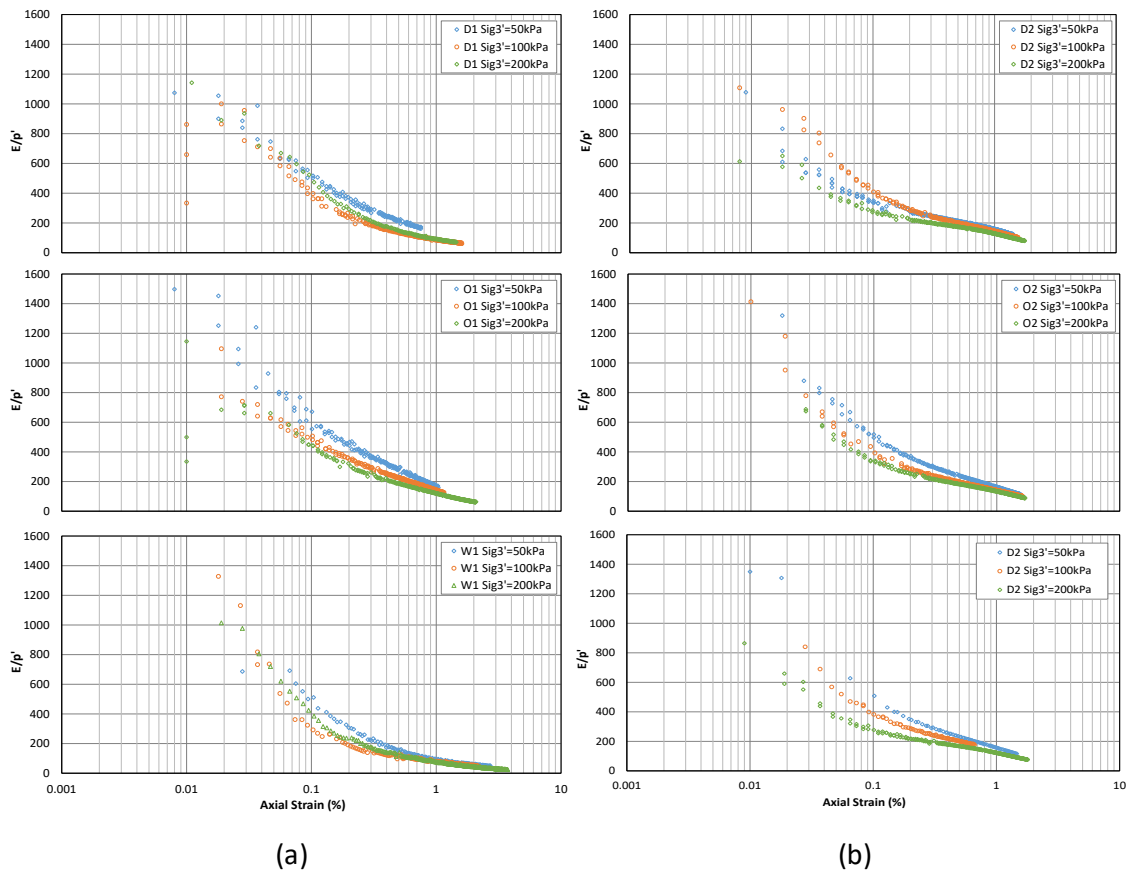 1600
1400
1200
1000
800
600
400
200
0
E/p'
D1 Sig3'=50kPa
D1 Sig3'=100kPa
D1 Sig3'=200kPa
1600
1400
1200
1000
800
600
400
200
0
E/p'
D2 Sig3'=50kPa
D2 Sig3'=100kPa
D2 Sig3'=200kPa
1600
1400
1200
1000
800
600
400
200
0
E/p'
O1 Sig3'=50kPa
O1 Sig3'=100kPa
O1 Sig3'=200kPa
1600
1400
1200
1000
800
600
400
200
0
E/p'
O2 Sig3'=50kPa
O2 Sig3'=100kPa
O2 Sig3'=200kPa
1600
1400
1200
1000
800
600
400
200
0
E/p'
W1 Sig3'=50kPa
W1 Sig3'=100kPa
W1 Sig3'=200kPa
0.001 0.01 0.1 1 10
Axial Strain (%)
1600
1400
1200
1000
800
600
400
200
0
E/p'
D2 Sig3'=50kPa
D2 Sig3'=100kPa
D2 Sig3'=200kPa
0.001 0.01 0.1 1 10
Axial Strain (%)
(a)
(b)